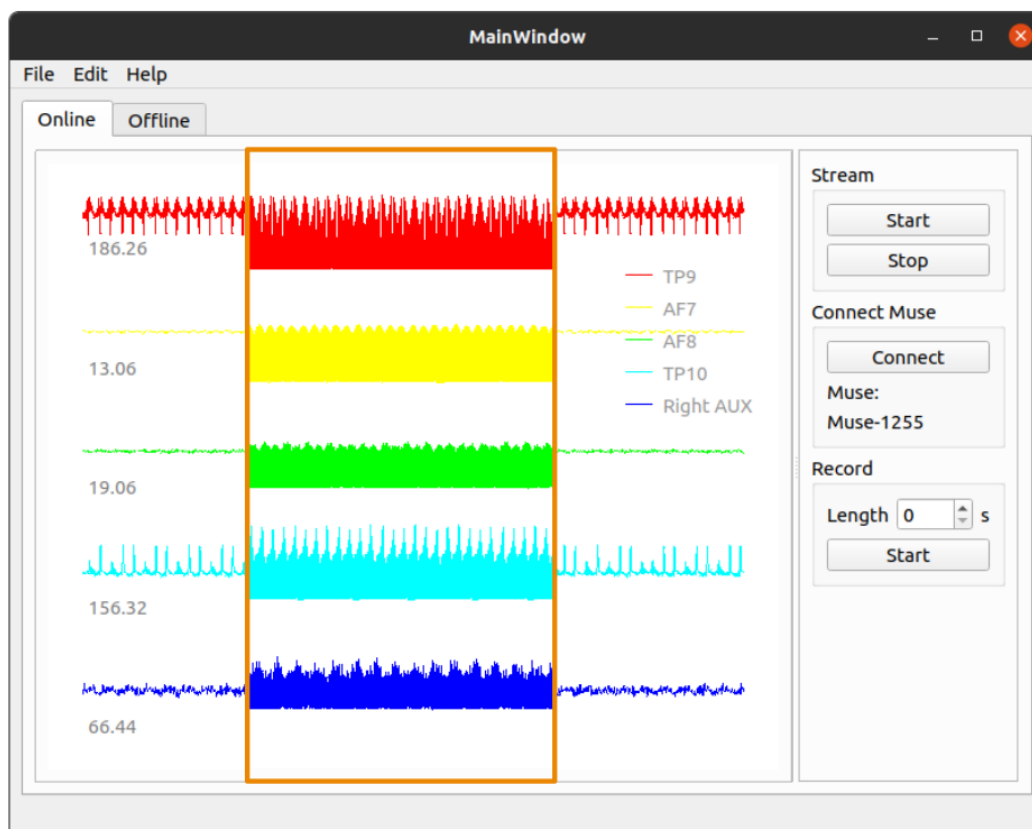 MainWindow
File Edit Help
Online Offline
186.26
13.06
19.06
156.32
66.44
TP9
AF7
AF8
TP10
Right AUX
Stream
Start
Stop
Connect Muse
Connect
Muse:
Muse-1255
Record
Length 0 s
Start